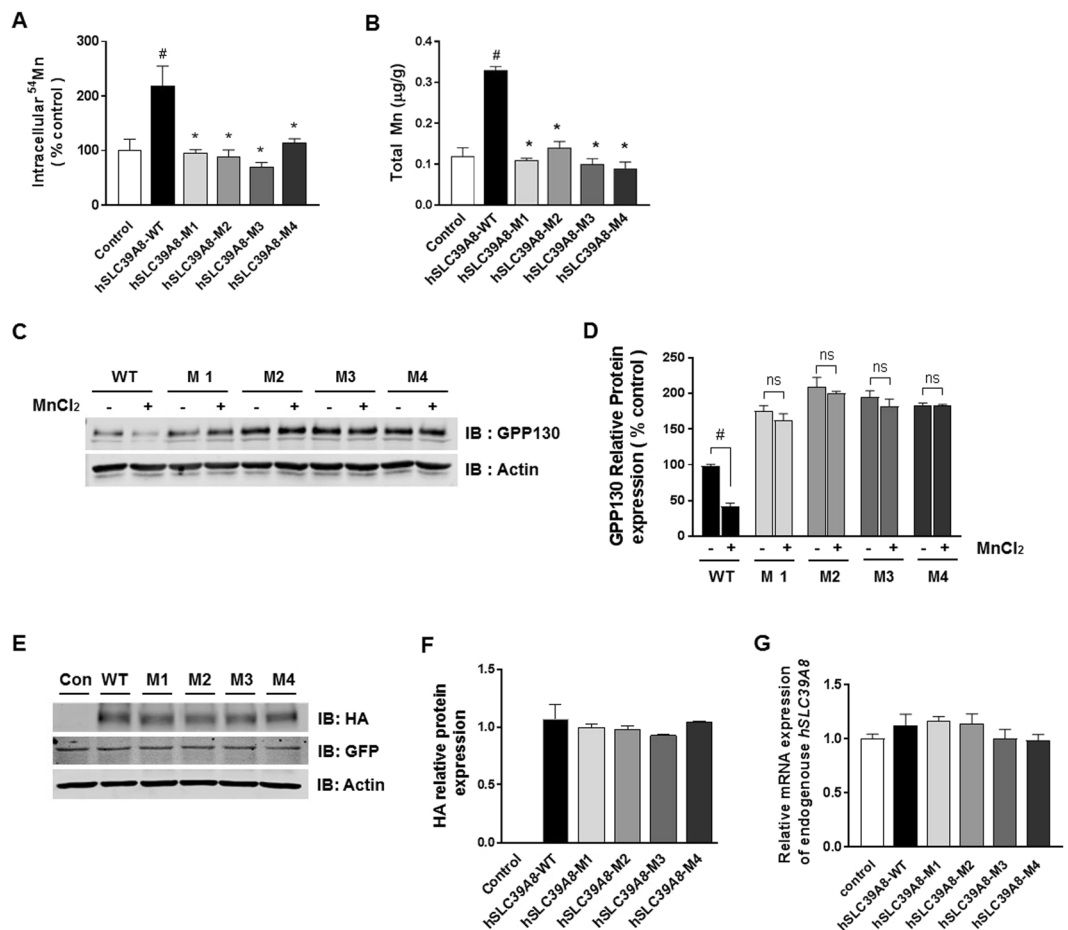 A
Intracellular ⁵⁴Mn
( % control )
300
200
100
0
#
*
*
*
*
Control
hSLC39A8-WT
hSLC39A8-M1
hSLC39A8-M2
hSLC39A8-M3
hSLC39A8-M4
B
Total Mn (µg/g)
0.4
0.3
0.2
0.1
0.0
#
*
*
*
*
Control
hSLC39A8-WT
hSLC39A8-M1
hSLC39A8-M2
hSLC39A8-M3
hSLC39A8-M4
C
WT M 1 M2 M3 M4
MnCl₂ - + - + - + - + - +
IB : GPP130
IB : Actin
D
GPP130 Relative Protein
expression ( % control)
250
200
150
100
50
0
#
ns
ns
ns
ns
- + - + - + - + - + MnCl₂
WT M 1 M2 M3 M4
E
Con WT M1 M2 M3 M4
IB: HA
IB: GFP
IB: Actin
F
HA relative protein
expression
1.5
1.0
0.5
0.0
Control
hSLC39A8-WT
hSLC39A8-M1
hSLC39A8-M2
hSLC39A8-M3
hSLC39A8-M4
G
Relative mRNA expression
of endogenouse hSLC39A8
1.5
1.0
0.5
0.0
control
hSLC39A8-WT
hSLC39A8-M1
hSLC39A8-M2
hSLC39A8-M3
hSLC39A8-M4